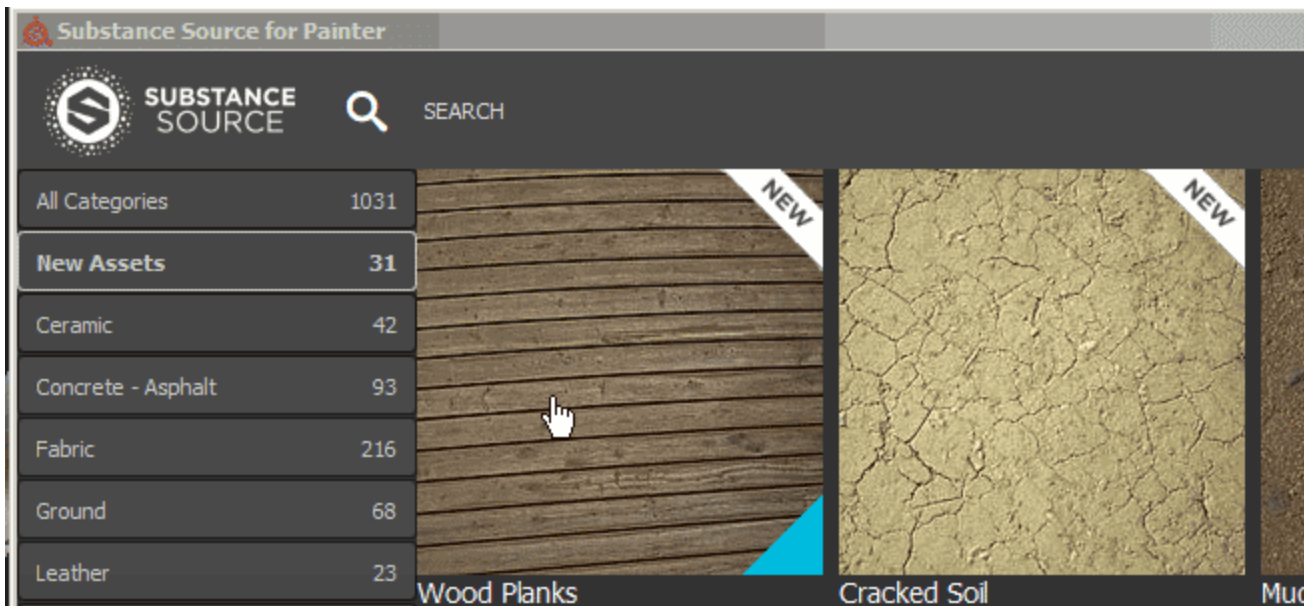 Substance Source for Painter
SUBSTANCE
SOURCE
SEARCH
All Categories 1031
New Assets 31
Ceramic 42
Concrete - Asphalt 93
Fabric 216
Ground 68
Leather 23
NEW
NEW
Wood Planks
Cracked Soil